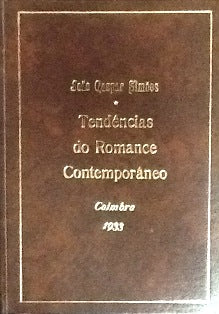 João Gaspar Simões
*
Tendências
do Romance
Contemporâneo
Coimbra
1933